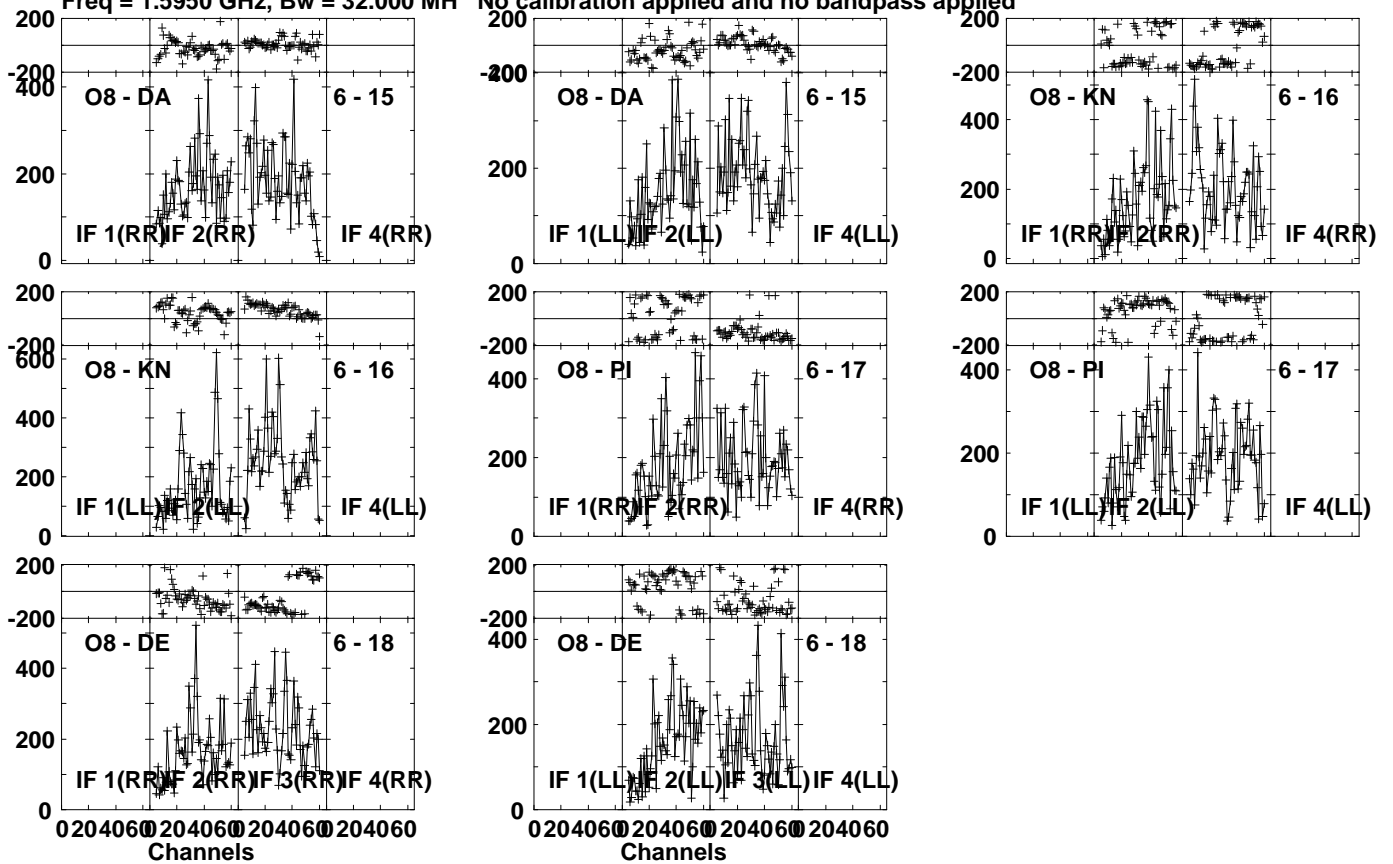 Freq = 1.5950 GHz, Bw = 32.000 MH No calibration applied and no bandpass applied
200
-200
400
200
0
O8 - DA
6 - 15
IF 1(RR)
IF 2(RR)
IF 4(RR)
-200
400
200
0
O8 - DA
6 - 15
IF 1(LL)
IF 2(LL)
IF 4(LL)
200
-200
400
200
0
O8 - KN
6 - 16
IF 1(RR)
IF 2(RR)
IF 4(RR)
200
-200
600
400
200
0
O8 - KN
6 - 16
IF 1(LL)
IF 2(LL)
IF 4(LL)
200
-200
400
200
0
O8 - PI
6 - 17
IF 1(RR)
IF 2(RR)
IF 4(RR)
200
-200
400
200
0
O8 - PI
6 - 17
IF 1(LL)
IF 2(LL)
IF 4(LL)
200
-200
400
200
0
O8 - DE
6 - 18
IF 1(RR)
IF 2(RR)
IF 3(RR)
IF 4(RR)
0 20 40 60 0 20 40 60 0 20 40 60 0 20 40 60
Channels
200
-200
400
200
0
O8 - DE
6 - 18
IF 1(LL)
IF 2(LL)
IF 3(LL)
IF 4(LL)
0 20 40 60 0 20 40 60 0 20 40 60 0 20 40 60
Channels